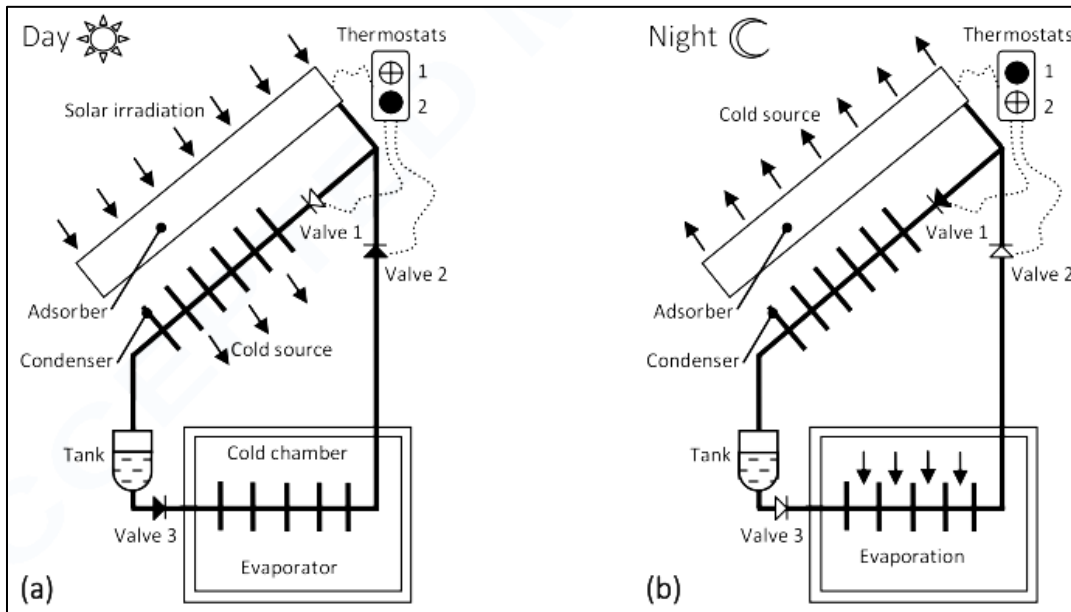 Day
Thermostats
1
2
Solar irradiation
Valve 1
Valve 2
Adsorber
Condenser
Cold source
Tank
Cold chamber
Valve 3
Evaporator
(a)
Night
Thermostats
1
2
Cold source
Valve 1
Valve 2
Adsorber
Condenser
Tank
Valve 3
Evaporation
(b)